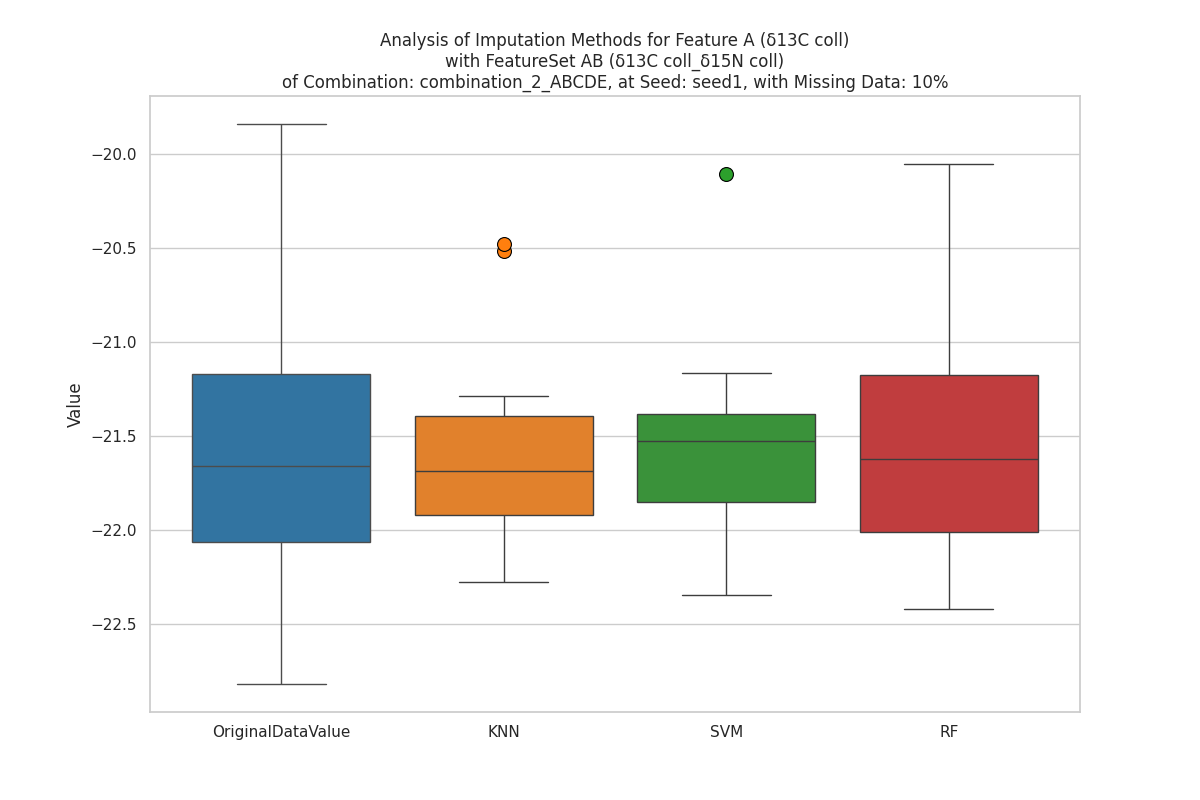 Analysis of Imputation Methods for Feature A (δ13C coll)
with FeatureSet AB (δ13C coll_δ15N coll)
of Combination: combination_2_ABCDE, at Seed: seed1, with Missing Data: 10%
−20.0
−20.5
−21.0
−21.5
−22.0
−22.5
Value
OriginalDataValue
KNN
SVM
RF